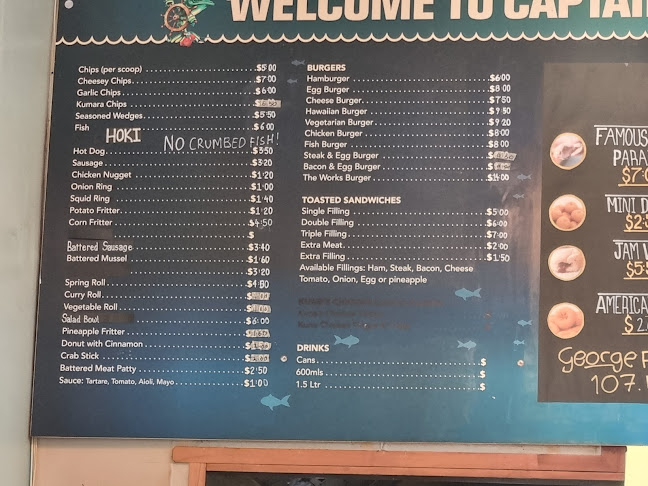 WELCOME TO CAPTAI
Chips (per scoop) $5.00
Cheesey Chips $7.00
Garlic Chips $6.00
Kumara Chips
Seasoned Wedges $5.50
Fish $6.00
HOKI
NO CRUMBED FISH!
Hot Dog $3.50
Sausage $3.20
Chicken Nugget $1.20
Onion Ring $1.00
Squid Ring $1.40
Potato Fritter $1.20
Corn Fritter $4.50
$
Battered Sausage $3.40
Battered Mussel $1.60
$3.20
Spring Roll $4.80
Curry Roll
Vegetable Roll
Salad Bowl $3.00
Pineapple Fritter
Donut with Cinnamon
Crab Stick
Battered Meat Patty $2.50
Sauce: Tartare, Tomato, Aioli, Mayo $1.00
BURGERS
Hamburger $6.00
Egg Burger $8.00
Cheese Burger $7.50
Hawaiian Burger $9.50
Vegetarian Burger $9.20
Chicken Burger $8.00
Fish Burger $8.00
Steak & Egg Burger
Bacon & Egg Burger
The Works Burger $14.00
TOASTED SANDWICHES
Single Filling $5.00
Double Filling $6.00
Triple Filling $7.00
Extra Meat $2.00
Extra Filling $1.50
Available Fillings: Ham, Steak, Bacon, Cheese
Tomato, Onion, Egg or pineapple
DRINKS
Cans $
600mls $
1.5 Ltr $
FAMOUS
PARA
MINI D
JAM
AMERICA
George
107.